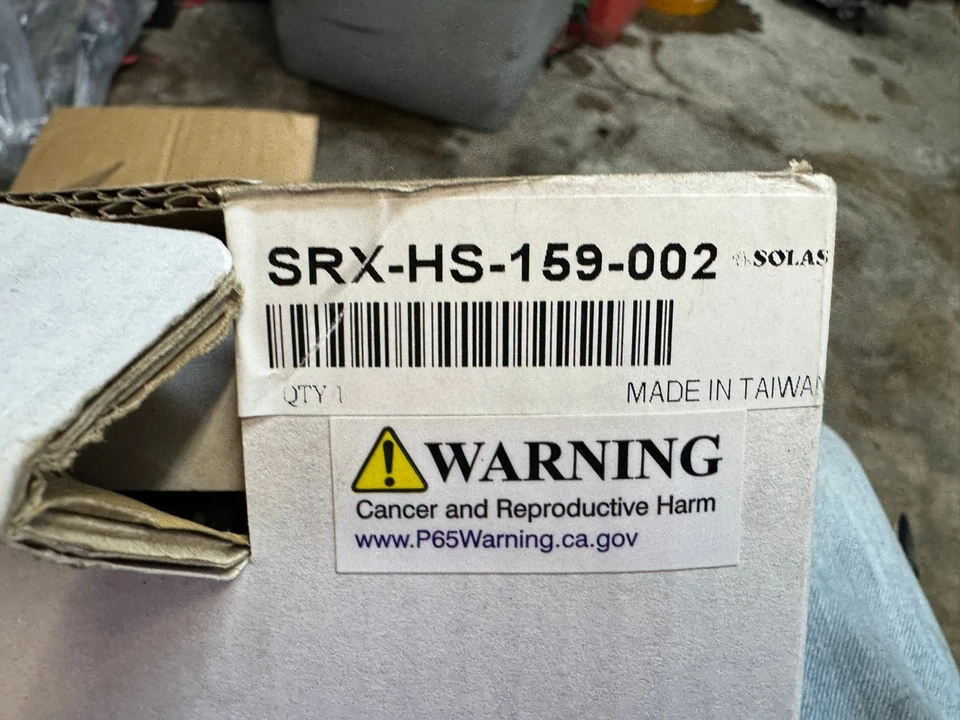 SRX-HS-159-002 SOLAS
QTY 1
MADE IN TAIWAN
WARNING
Cancer and Reproductive Harm
www.P65Warning.ca.gov